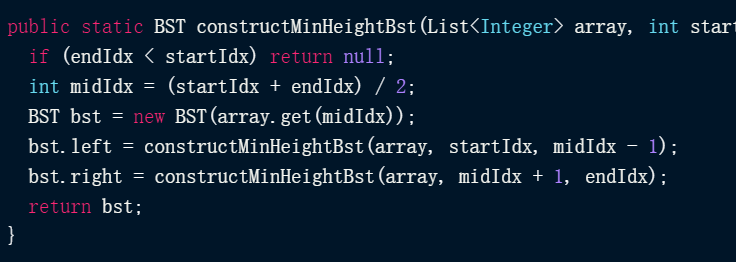 public static BST constructMinHeightBst(List<Integer> array, int start
if (endIdx < startIdx) return null;
int midIdx = (startIdx + endIdx) / 2;
BST bst = new BST(array.get(midIdx));
bst.left = constructMinHeightBst(array, startIdx, midIdx - 1);
bst.right = constructMinHeightBst(array, midIdx + 1, endIdx);
return bst;
}